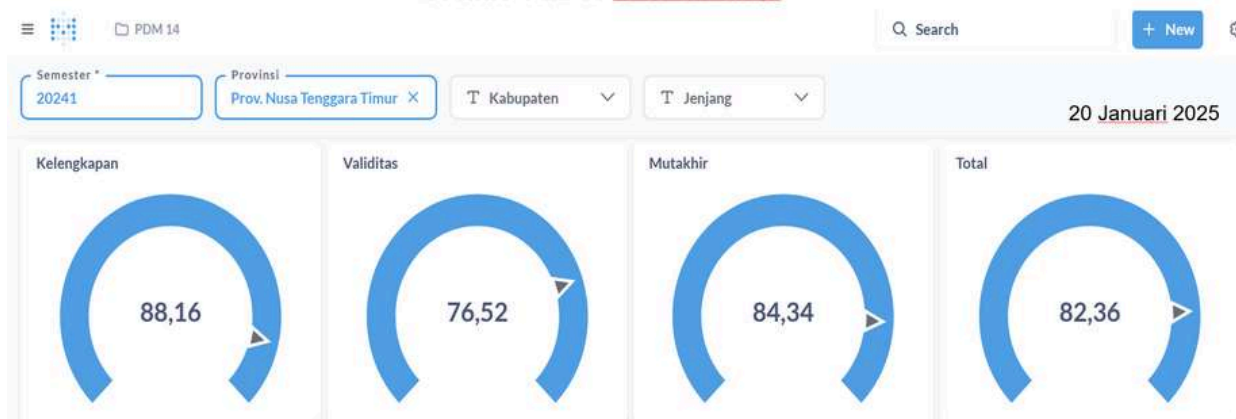 PDM 14
Search
+ New
Semester *
20241
Provinsi
Prov. Nusa Tenggara Timur ×
T Kabupaten
T Jenjang
20 Januari 2025
Kelengkapan
Validitas
Mutakhir
Total
88,16
76,52
84,34
82,36